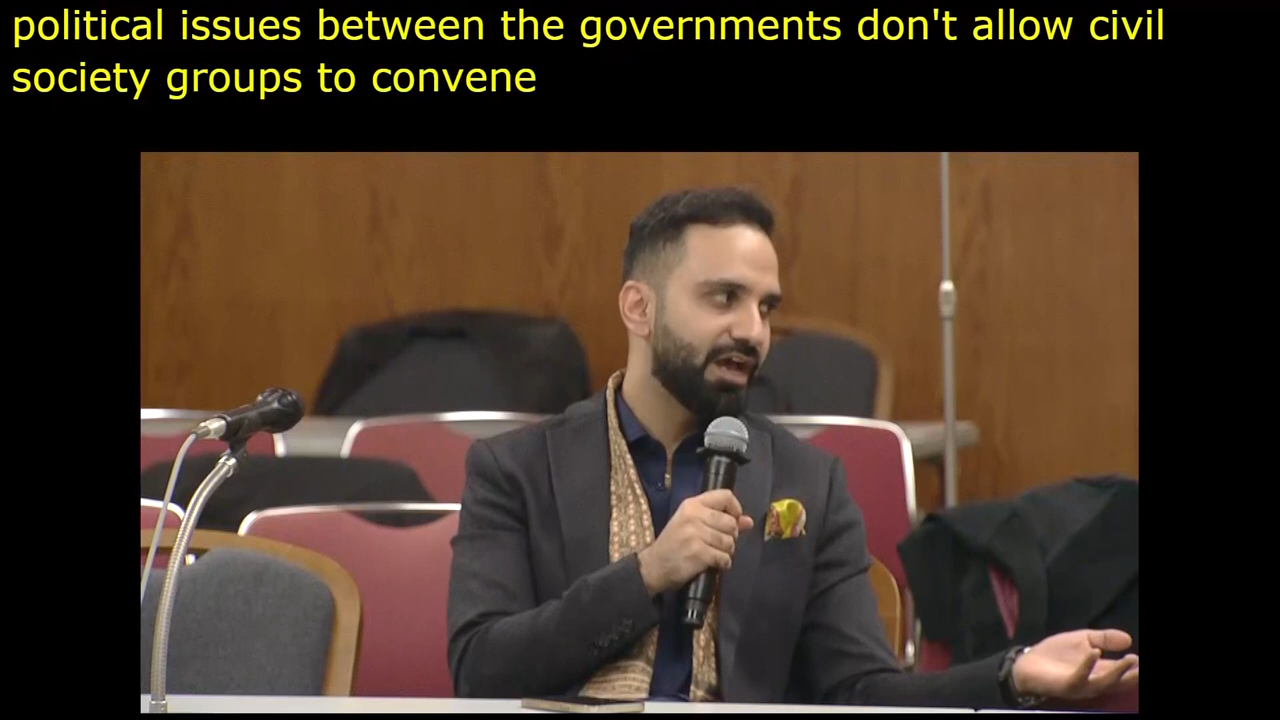 political issues between the governments don't allow civil
society groups to convene